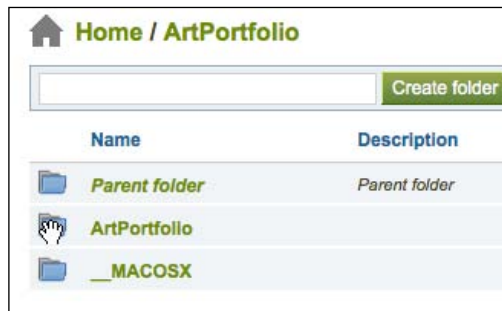 Home / ArtPortfolio
Create folder
Name Description
Parent folder Parent folder
ArtPortfolio
__MACOSX